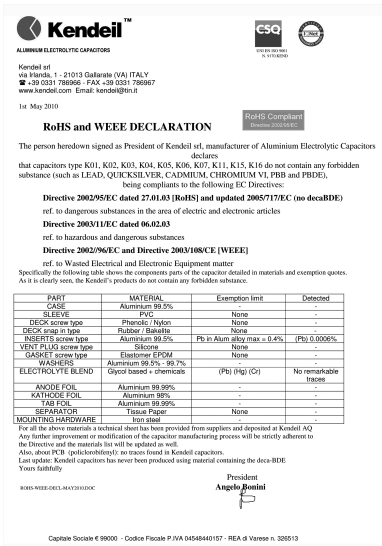 Kendeil™
ALUMINIUM ELECTROLYTIC CAPACITORS
CSQ
IQNet
UNI EN ISO 9001
N. 9170.KEND
Kendeil srl
via Irlanda, 1 - 21013 Gallarate (VA) ITALY
☎ +39 0331 786966 - FAX +39 0331 786967
www.kendeil.com Email: kendeil@tin.it
1st May 2010
RoHS Compliant
Directive 2002/95/EC
RoHS and WEEE DECLARATION
The person heredown signed as President of Kendeil srl, manufacturer of Aluminium Electrolytic Capacitors
declares
that capacitors type K01, K02, K03, K04, K05, K06, K07, K11, K15, K16 do not contain any forbidden
substance (such as LEAD, QUICKSILVER, CADMIUM, CHROMIUM VI, PBB and PBDE),
being compliants to the following EC Directives:
Directive 2002/95/EC dated 27.01.03 [RoHS] and updated 2005/717/EC (no decaBDE)
ref. to dangerous substances in the area of electric and electronic articles
Directive 2003/11/EC dated 06.02.03
ref. to hazardous and dangerous substances
Directive 2002//96/EC and Directive 2003/108/CE [WEEE]
ref. to Wasted Electrical and Electronic Equipment matter
Specifically the following table shows the components parts of the capacitor detailed in materials and exemption quotes.
As it is clearly seen, the Kendeil's products do not contain any forbidden substance.
PART MATERIAL Exemption limit Detected
CASE Aluminium 99.5% - -
SLEEVE PVC None -
DECK screw type Phenolic / Nylon None -
DECK snap in type Rubber / Bakelite None -
INSERTS screw type Aluminium 99.5% Pb in Alum alloy max = 0.4% (Pb) 0.0006%
VENT PLUG screw type Silicone None -
GASKET screw type Elastomer EPDM None -
WASHERS Aluminium 99.5% - 99.7% - -
ELECTROLYTE BLEND Glycol based + chemicals (Pb) (Hg) (Cr) No remarkable
traces
ANODE FOIL Aluminium 99.99% - -
KATHODE FOIL Aluminium 98% - -
TAB FOIL Aluminium 99.99% - -
SEPARATOR Tissue Paper None -
MOUNTING HARDWARE Iron steel - -
For all the above materials a technical sheet has been provided from suppliers and deposited at Kendeil AQ
Any further improvement or modification of the capacitor manufacturing process will be strictly adherent to
the Directive and the materials list will be updated as well.
Also, about PCB (policlorobifenyl): no traces found in Kendeil capacitors.
Last update: Kendeil capacitors has never been produced using material containing the deca-BDE
Yours faithfully
President
ROHS-WEEE-DECL-MAY2010.DOC
Angelo Bonini
Capitale Sociale € 99000 - Codice Fiscale P.IVA 04548440157 - REA di Varese n. 326513